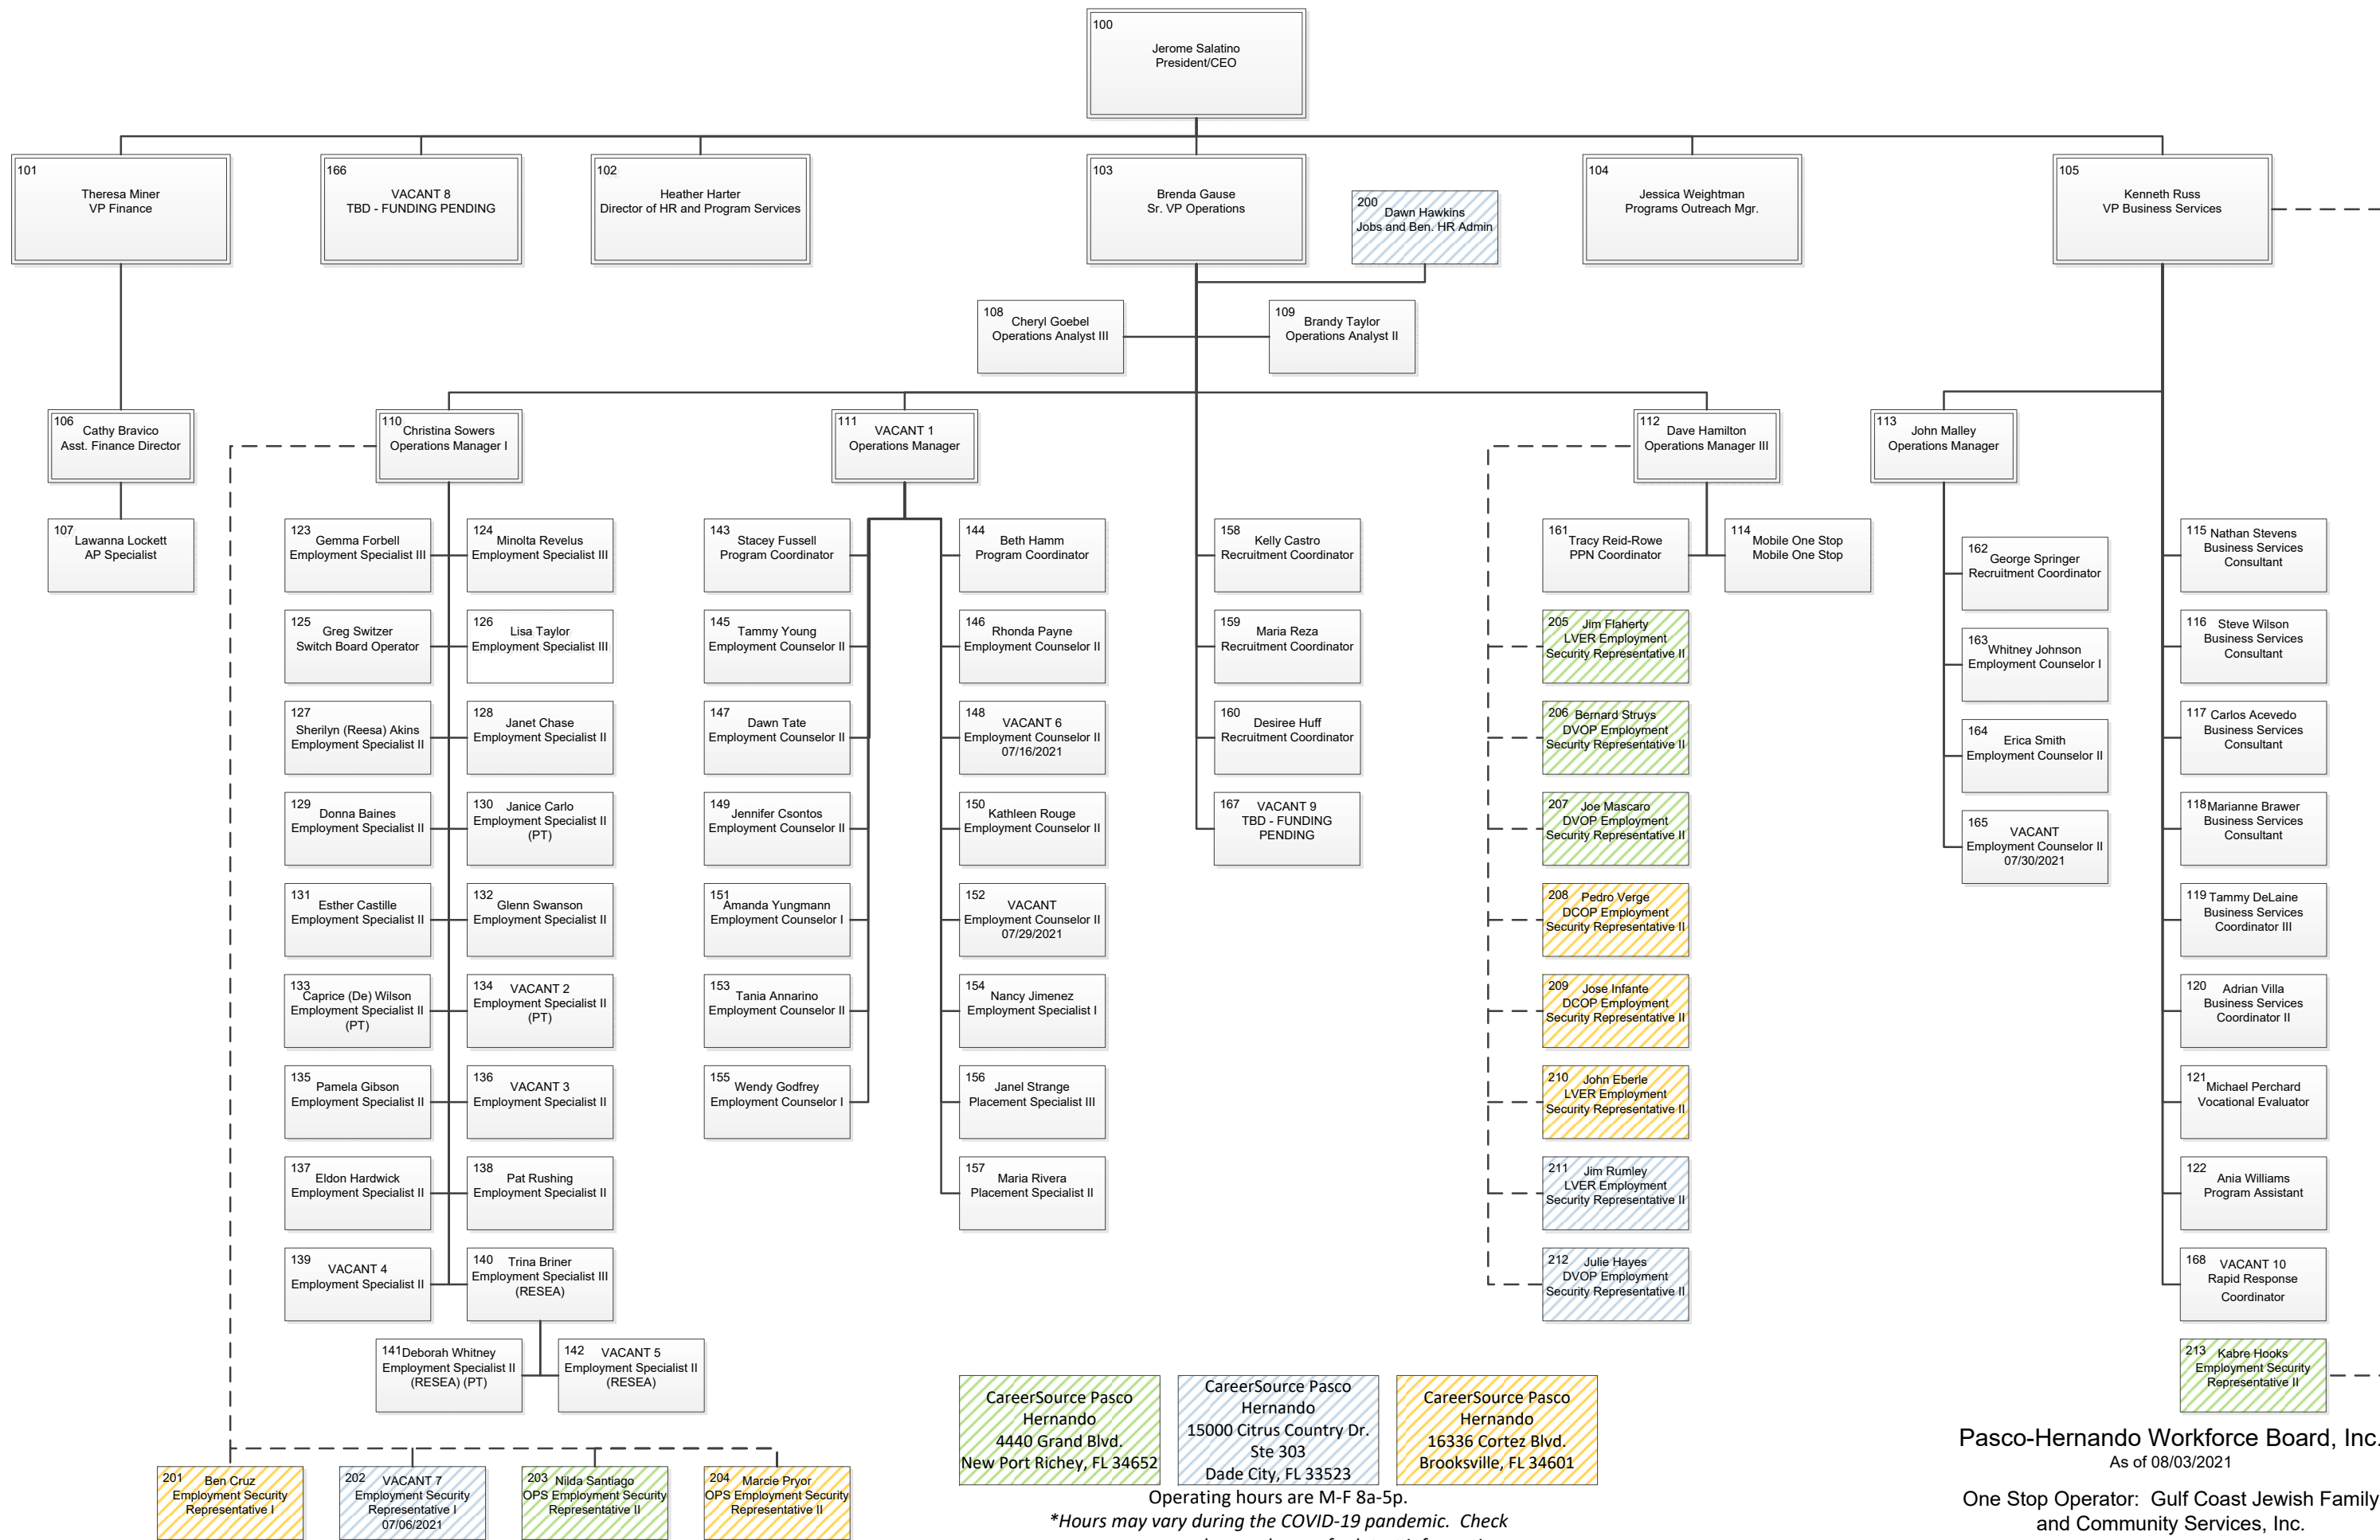 100
Jerome Salatino
President/CEO
101
Theresa Miner
VP Finance
166
VACANT 8
TBD - FUNDING PENDING
102
Heather Harter
Director of HR and Program Services
103
Brenda Gause
Sr. VP Operations
200
Dawn Hawkins
Jobs and Ben. HR Admin
104
Jessica Weightman
Programs Outreach Mgr.
105
Kenneth Russ
VP Business Services
108
Cheryl Goebel
Operations Analyst III
109
Brandy Taylor
Operations Analyst II
106
Cathy Bravico
Asst. Finance Director
107
Lawanna Lockett
AP Specialist
110
Christina Sowers
Operations Manager I
111
VACANT 1
Operations Manager
112
Dave Hamilton
Operations Manager III
113
John Malley
Operations Manager
123
Gemma Forbell
Employment Specialist III
124
Minolta Revelus
Employment Specialist III
125
Greg Switzer
Switch Board Operator
126
Lisa Taylor
Employment Specialist III
127
Sherilyn (Reesa) Akins
Employment Specialist II
128
Janet Chase
Employment Specialist II
129
Donna Baines
Employment Specialist II
130
Janice Carlo
Employment Specialist II
(PT)
131
Esther Castille
Employment Specialist II
132
Glenn Swanson
Employment Specialist II
133
Caprice (De) Wilson
Employment Specialist II
(PT)
134
VACANT 2
Employment Specialist II
(PT)
135
Pamela Gibson
Employment Specialist II
136
VACANT 3
Employment Specialist II
137
Eldon Hardwick
Employment Specialist II
138
Pat Rushing
Employment Specialist II
139
VACANT 4
Employment Specialist II
140
Trina Briner
Employment Specialist III
(RESEA)
141
Deborah Whitney
Employment Specialist II
(RESEA) (PT)
142
VACANT 5
Employment Specialist II
(RESEA)
201
Ben Cruz
Employment Security
Representative I
202
VACANT 7
Employment Security
Representative I
07/06/2021
203
Nilda Santiago
OPS Employment Security
Representative II
204
Marcie Pryor
OPS Employment Security
Representative II
143
Stacey Fussell
Program Coordinator
144
Beth Hamm
Program Coordinator
145
Tammy Young
Employment Counselor II
146
Rhonda Payne
Employment Counselor II
147
Dawn Tate
Employment Counselor II
148
VACANT 6
Employment Counselor II
07/16/2021
149
Jennifer Csontos
Employment Counselor II
150
Kathleen Rouge
Employment Counselor II
151
Amanda Yungmann
Employment Counselor I
152
VACANT
Employment Counselor II
07/29/2021
153
Tania Annarino
Employment Counselor II
154
Nancy Jimenez
Employment Specialist I
155
Wendy Godfrey
Employment Counselor I
156
Janel Strange
Placement Specialist III
157
Maria Rivera
Placement Specialist II
158
Kelly Castro
Recruitment Coordinator
159
Maria Reza
Recruitment Coordinator
160
Desiree Huff
Recruitment Coordinator
167
VACANT 9
TBD - FUNDING
PENDING
161
Tracy Reid-Rowe
PPN Coordinator
114
Mobile One Stop
Mobile One Stop
205
Jim Flaherty
LVER Employment
Security Representative II
206
Bernard Struys
DVOP Employment
Security Representative II
207
Joe Mascaro
DVOP Employment
Security Representative II
208
Pedro Verge
DCOP Employment
Security Representative II
209
Jose Infante
DCOP Employment
Security Representative II
210
John Eberle
LVER Employment
Security Representative II
211
Jim Rumley
LVER Employment
Security Representative II
212
Julie Hayes
DVOP Employment
Security Representative II
162
George Springer
Recruitment Coordinator
163
Whitney Johnson
Employment Counselor I
164
Erica Smith
Employment Counselor II
165
VACANT
Employment Counselor II
07/30/2021
115
Nathan Stevens
Business Services
Consultant
116
Steve Wilson
Business Services
Consultant
117
Carlos Acevedo
Business Services
Consultant
118
Marianne Brawer
Business Services
Consultant
119
Tammy DeLaine
Business Services
Coordinator III
120
Adrian Villa
Business Services
Coordinator II
121
Michael Perchard
Vocational Evaluator
122
Ania Williams
Program Assistant
168
VACANT 10
Rapid Response
Coordinator
213
Kabre Hooks
Employment Security
Representative II
CareerSource Pasco
Hernando
4440 Grand Blvd.
New Port Richey, FL 34652
CareerSource Pasco
Hernando
15000 Citrus Country Dr.
Ste 303
Dade City, FL 33523
CareerSource Pasco
Hernando
16336 Cortez Blvd.
Brooksville, FL 34601
Operating hours are M-F 8a-5p.
*Hours may vary during the COVID-19 pandemic. Check
Pasco-Hernando Workforce Board, Inc.
As of 08/03/2021
One Stop Operator: Gulf Coast Jewish Family
and Community Services, Inc.